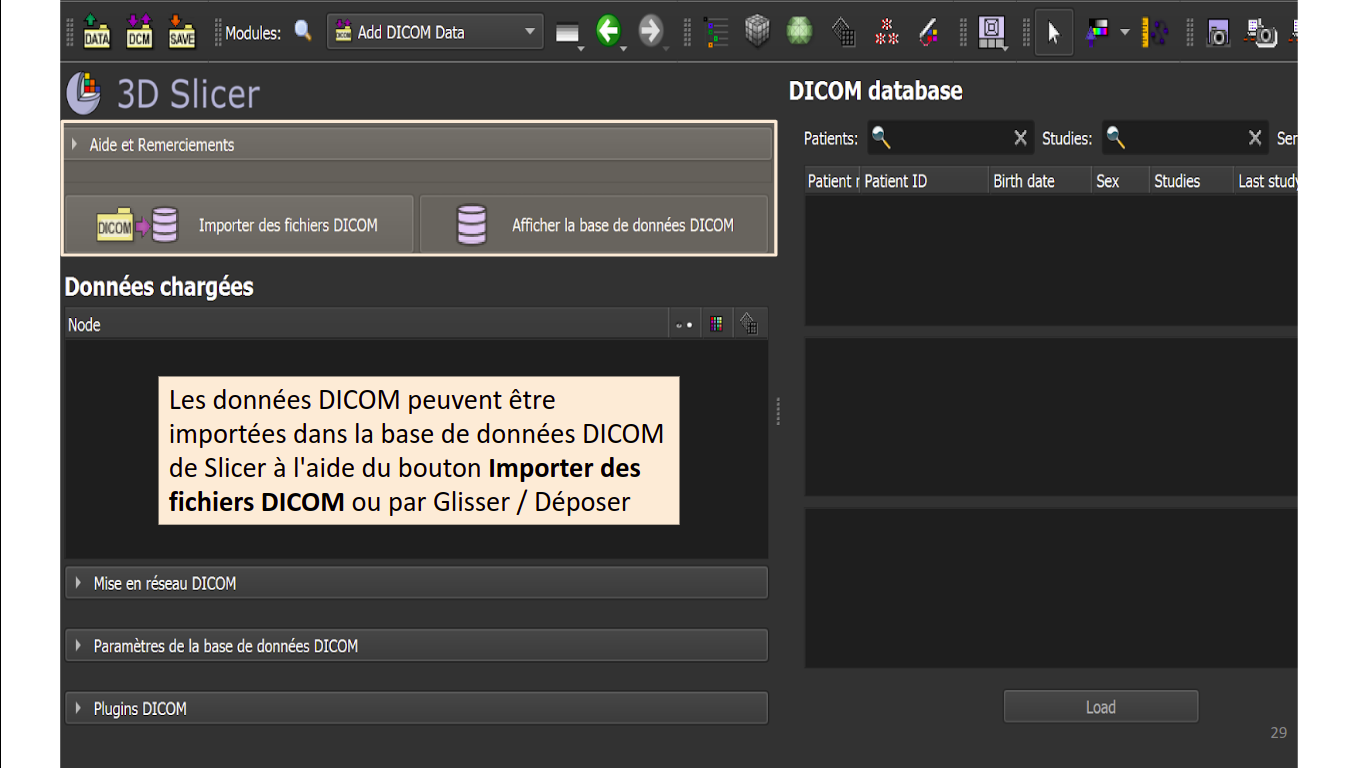 DATA DCM SAVE Modules: Add DICOM Data
3D Slicer
Aide et Remerciements
DICOM Importer des fichiers DICOM Afficher la base de données DICOM
Données chargées
Node
Les données DICOM peuvent être
importées dans la base de données DICOM
de Slicer à l'aide du bouton Importer des
fichiers DICOM ou par Glisser / Déposer
Mise en réseau DICOM
Paramètres de la base de données DICOM
Plugins DICOM
DICOM database
Patients: Studies: Ser
Patient r Patient ID Birth date Sex Studies Last study
Load
29